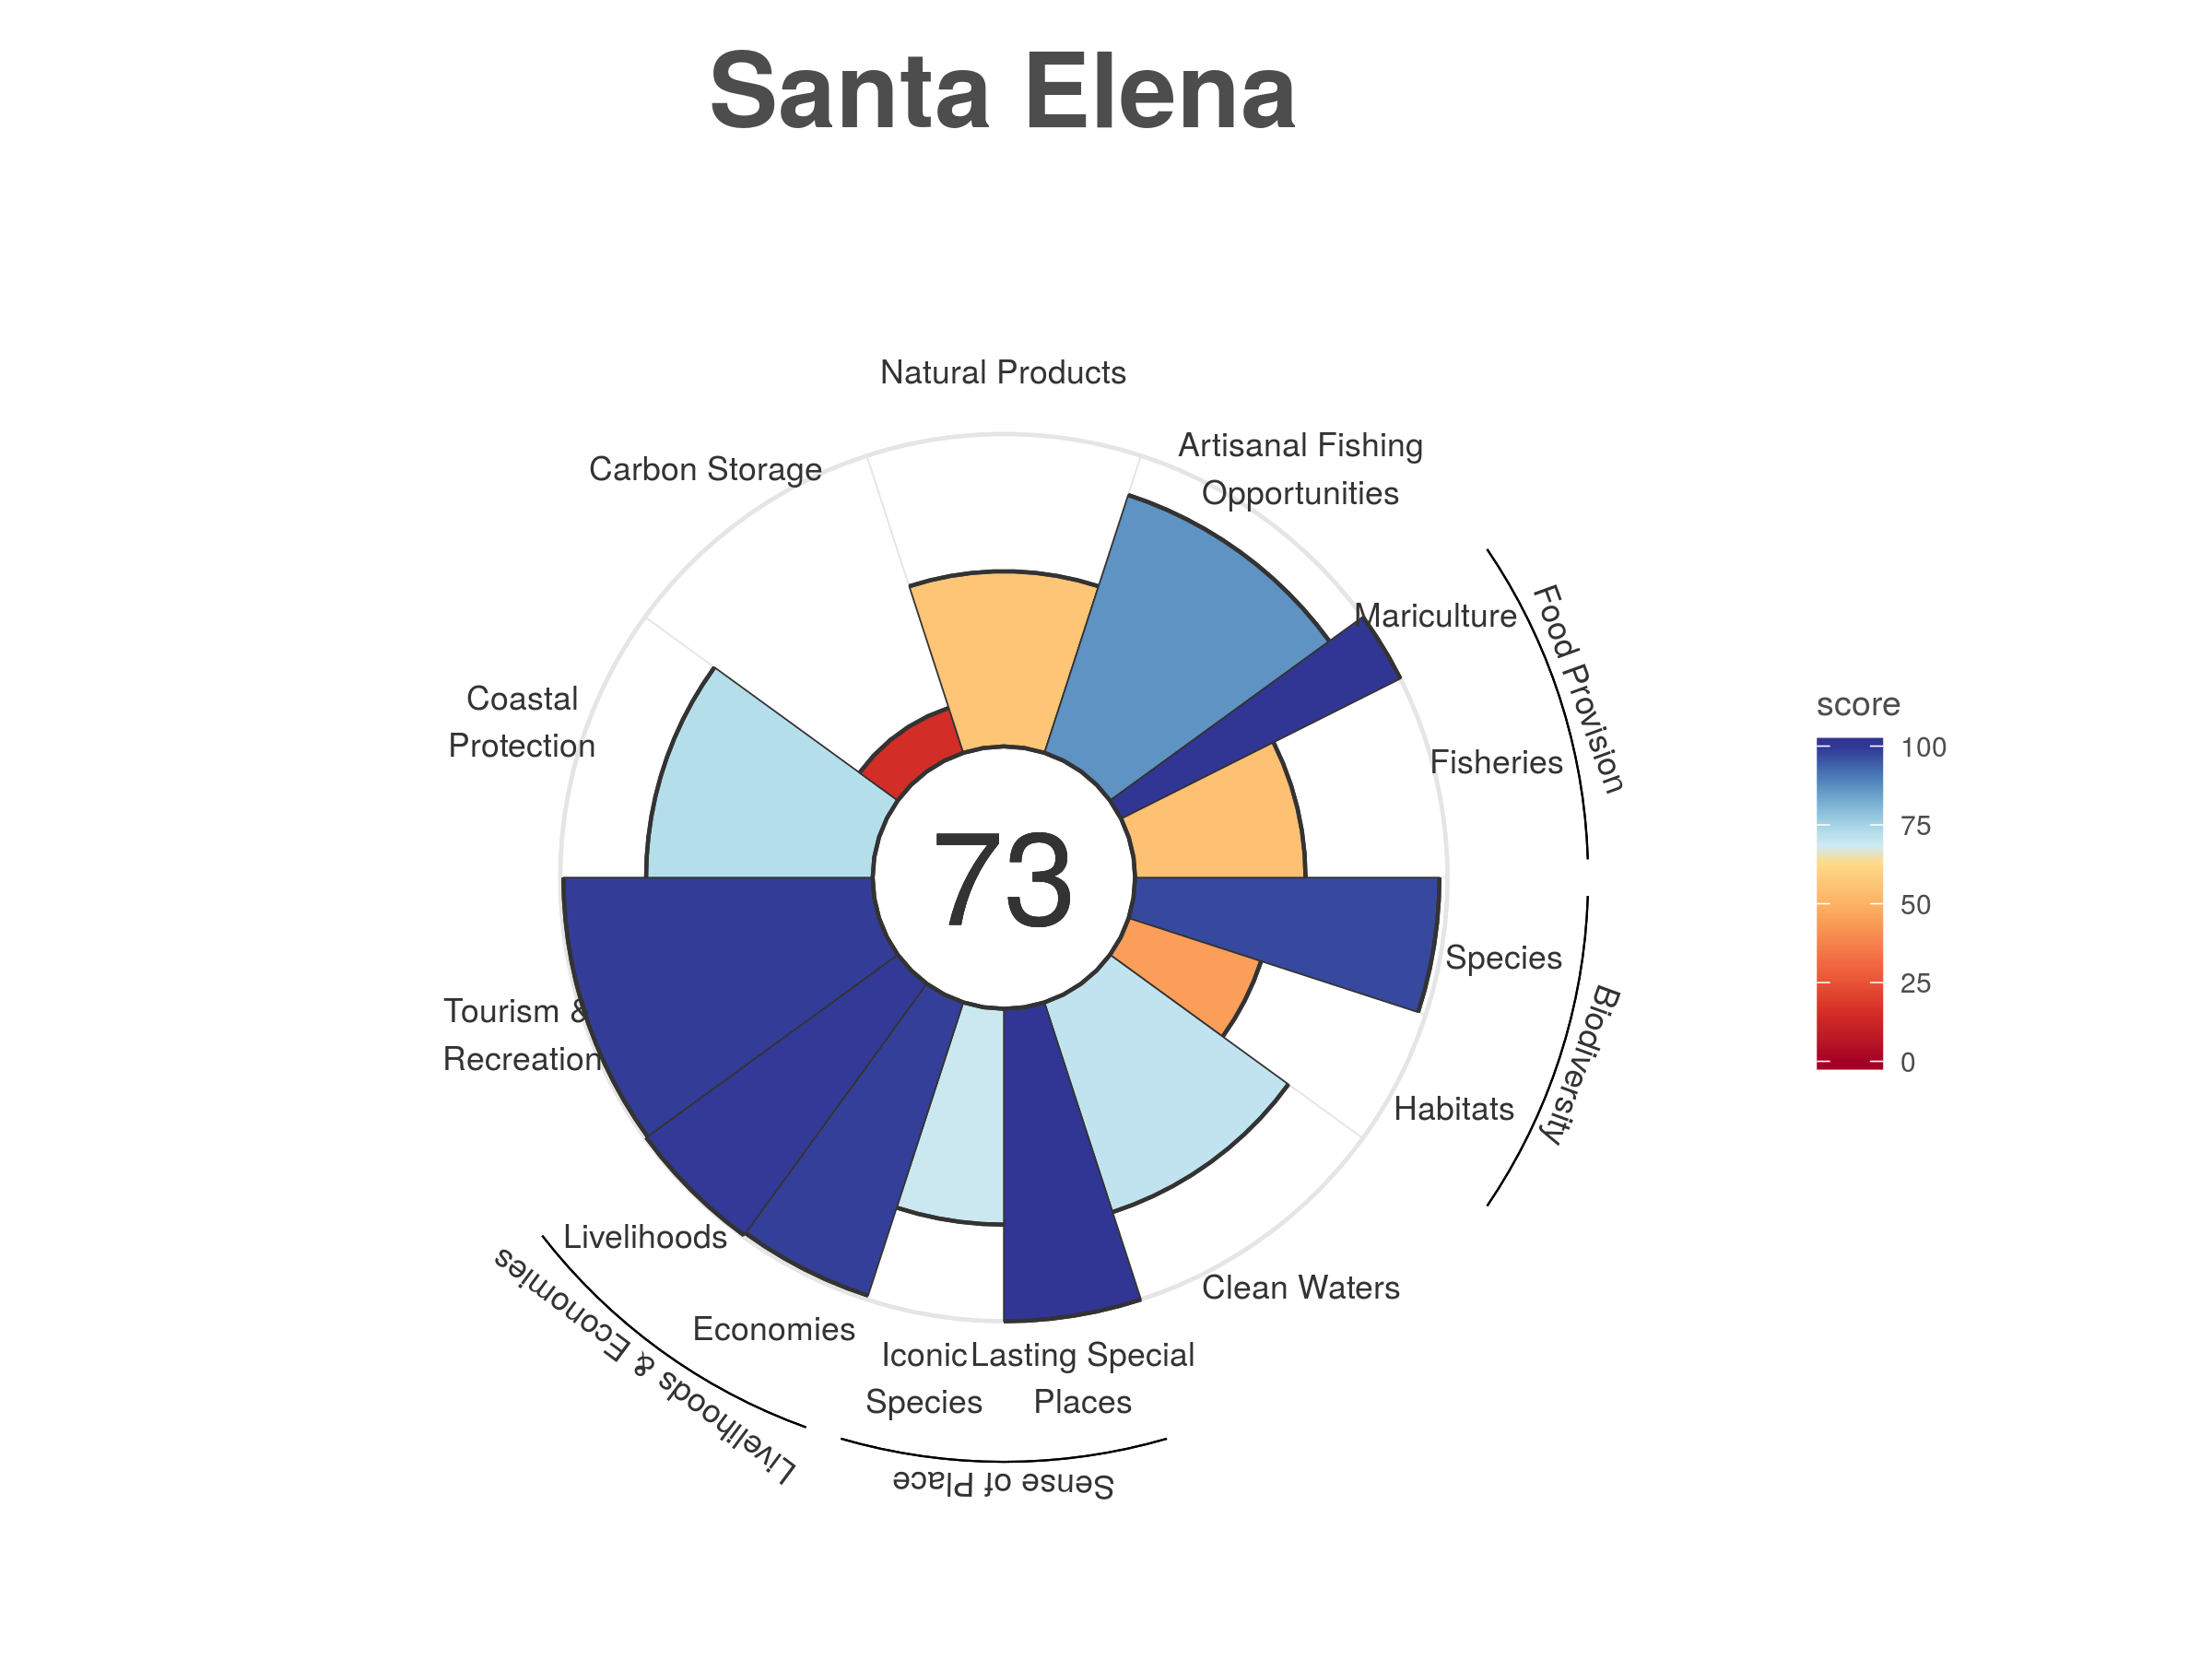 Santa Elena
Natural Products
Artisanal Fishing
Opportunities
Carbon Storage
Mariculture
Food Provision
Coastal
Protection
Fisheries
score
100
75
50
25
0
73
Species
Biodiversity
Tourism &
Recreation
Habitats
Livelihoods
Clean Waters
Economies
Livelihoods & Economies
Iconic
Species
Lasting Special
Places
Sense of Place